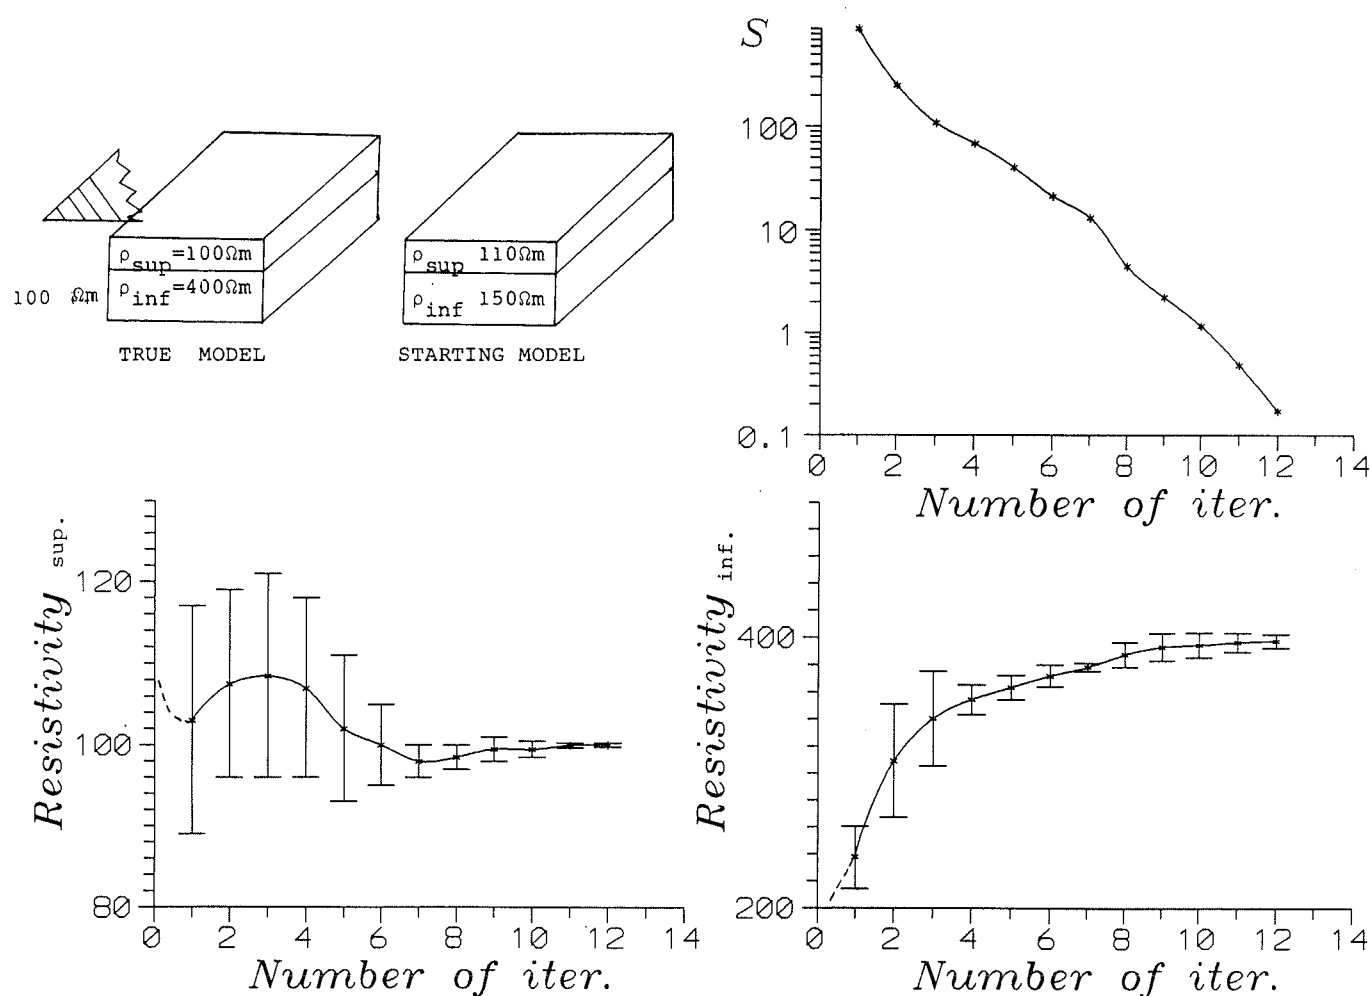 ρsup=100Ωm
ρinf=400Ωm
100 Ωm
TRUE MODEL
ρsup 110Ωm
ρinf 150Ωm
STARTING MODEL
S
100
10
1
0.1
0 2 4 6 8 10 12 14
Number of iter.
Resistivity sup.
120
100
80
0 2 4 6 8 10 12 14
Number of iter.
Resistivity inf.
400
200
0 2 4 6 8 10 12 14
Number of iter.